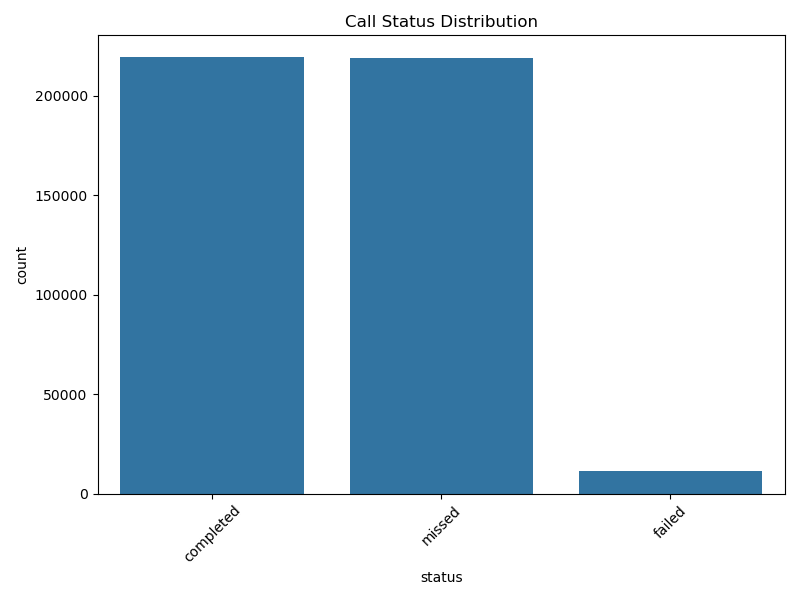 Call Status Distribution
200000
150000
100000
50000
0
count
completed
missed
failed
status